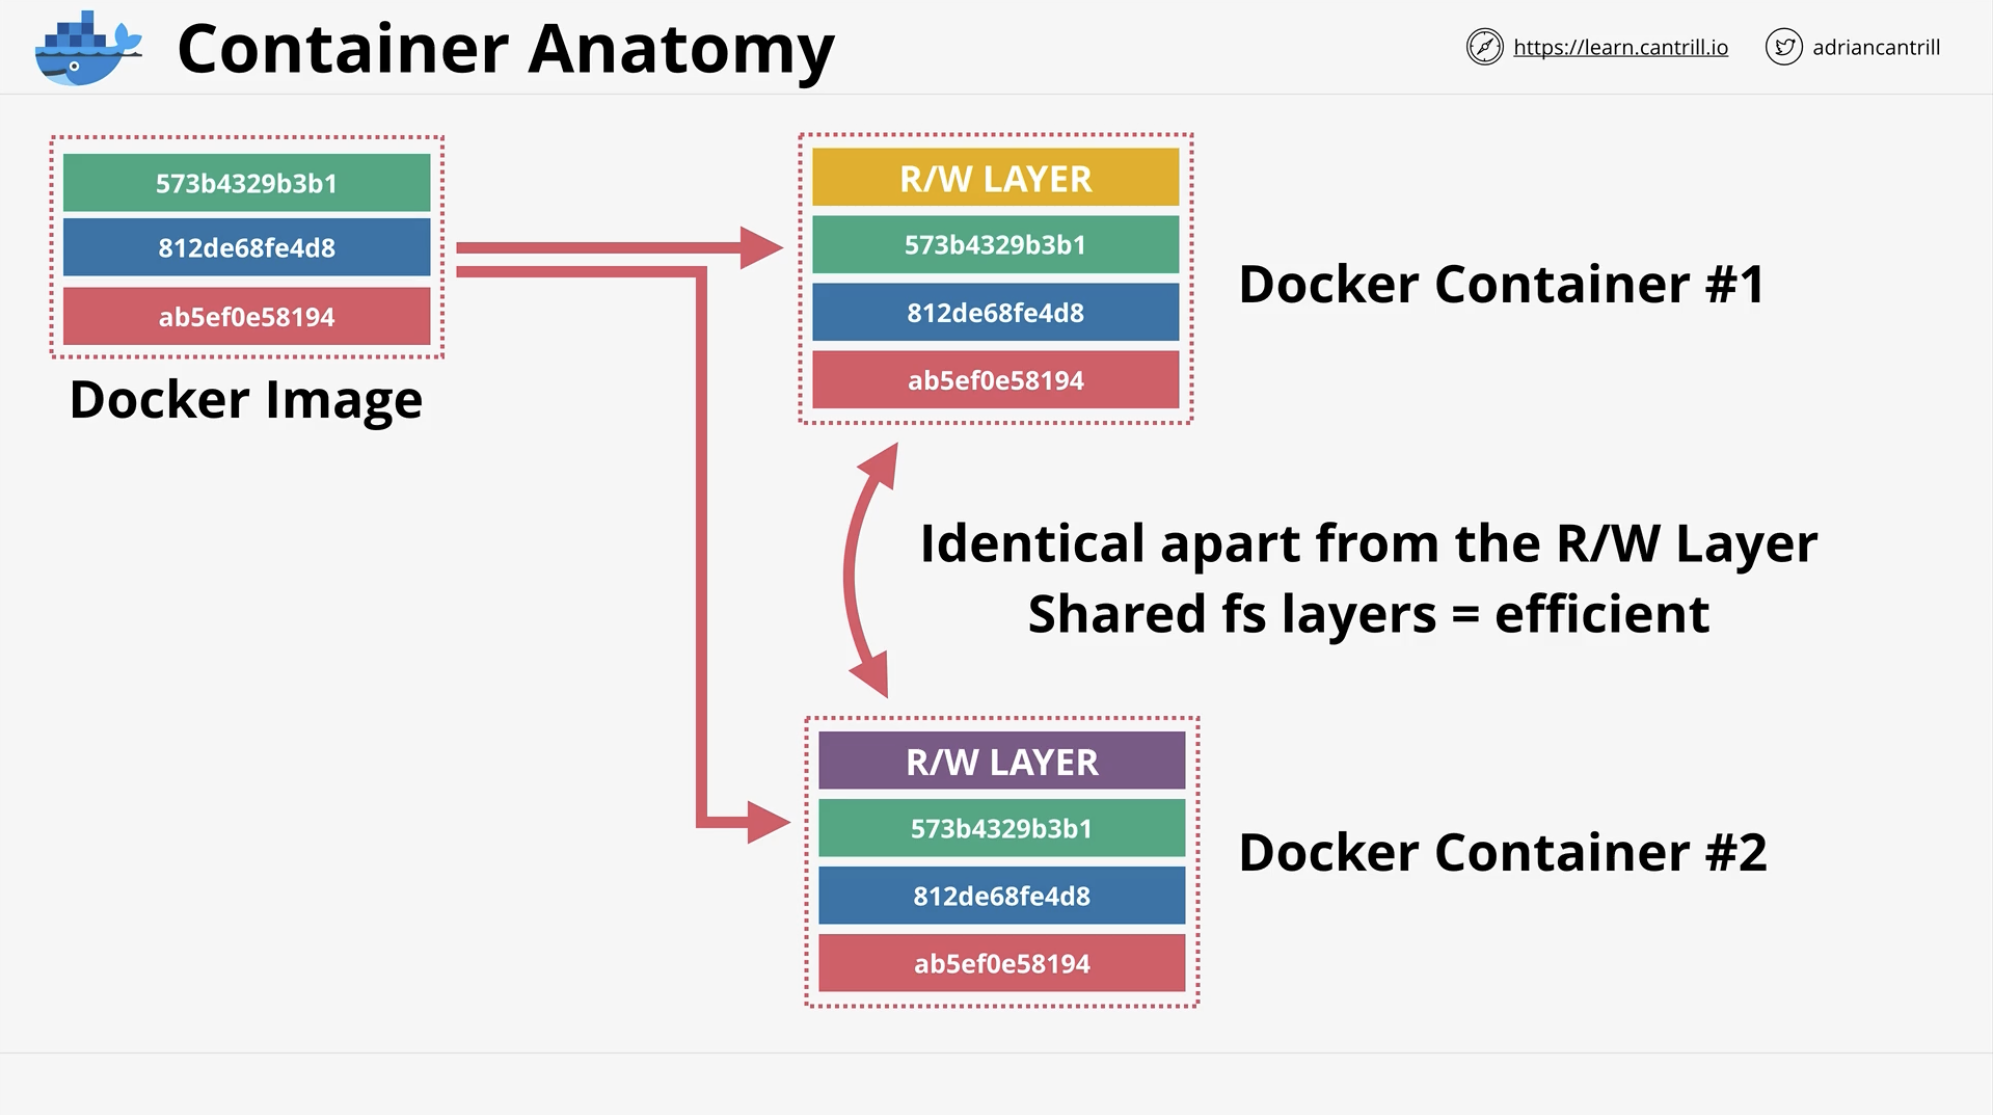 Container Anatomy
https://learn.cantrill.io
adriancantrill
573b4329b3b1
812de68fe4d8
ab5ef0e58194
Docker Image
R/W LAYER
573b4329b3b1
812de68fe4d8
ab5ef0e58194
Docker Container #1
Identical apart from the R/W Layer
Shared fs layers = efficient
R/W LAYER
573b4329b3b1
812de68fe4d8
ab5ef0e58194
Docker Container #2